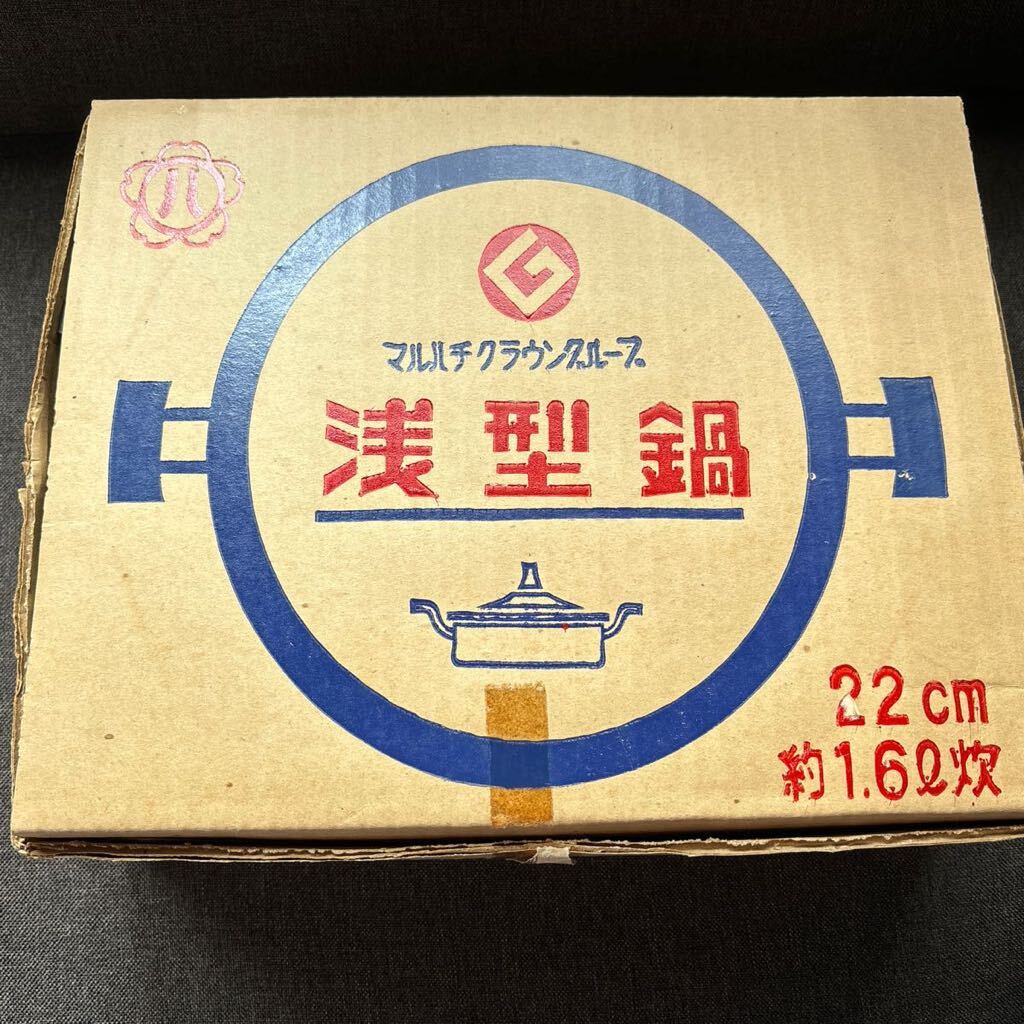 八
G
マルハチクラウングループ
浅型鍋
22cm
約1.6ℓ炊